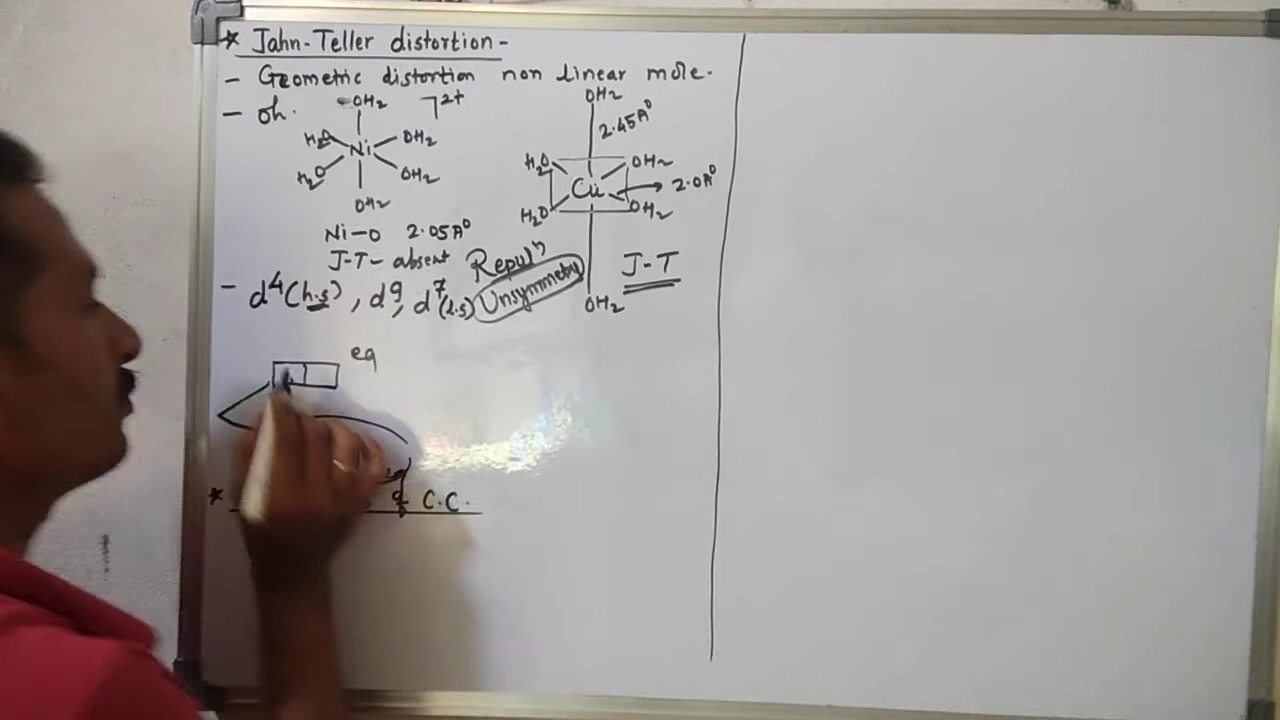 * Jahn-Teller distortion -
- Geometric distortion non linear mole.
- oh.
OH2 ]2+
H2O Ni OH2
H2O OH2
OH2
Ni-O 2.05A°
J-T- absent
OH2
2.45A°
H2O OH2
Cu 2.0A°
H2O OH2
OH2
J-T
Repulⁿ
Unsymmetry
- d4(h.s), d9, d7(l.s)
eg
* of C.C.